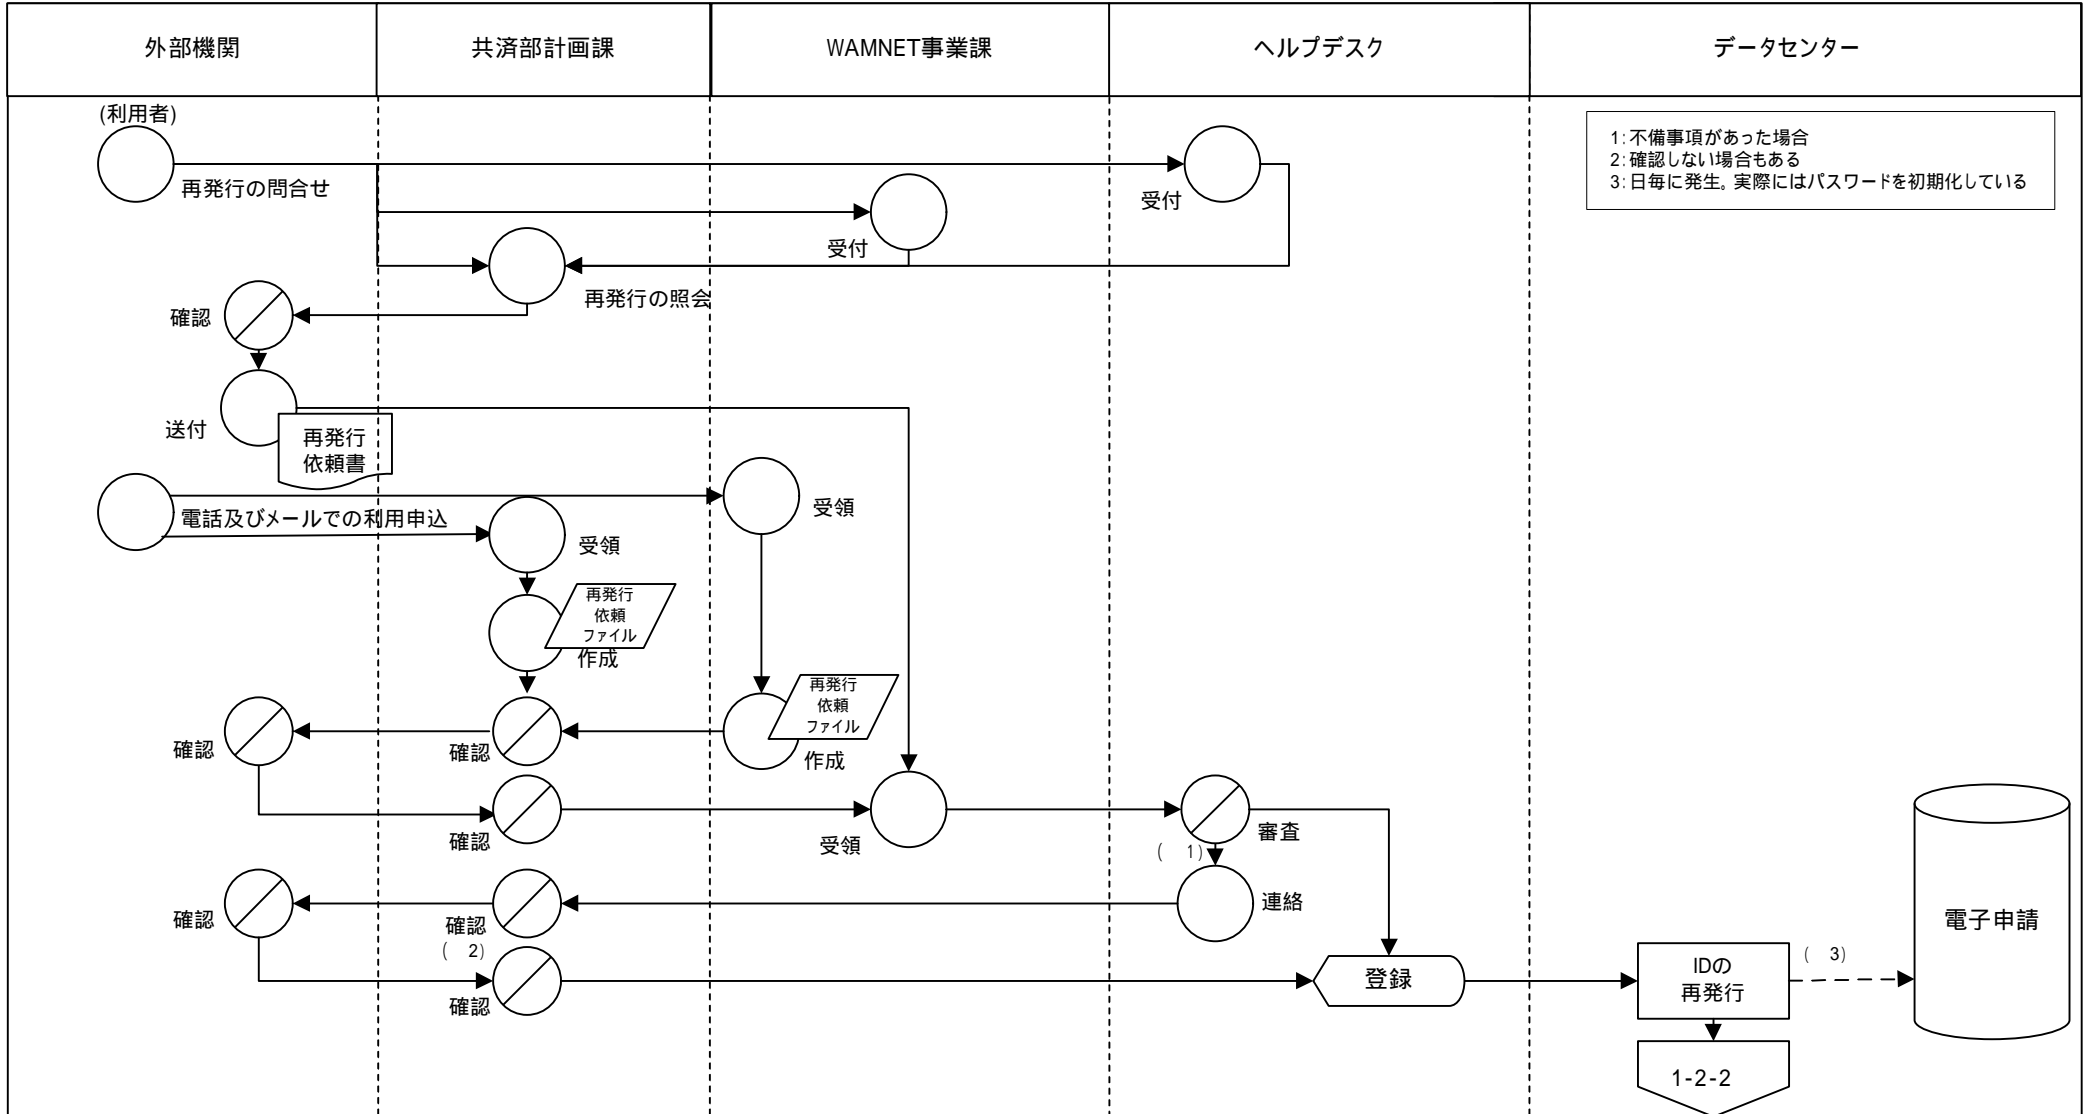 外部機関
共済部計画課
WAMNET事業課
ヘルプデスク
データセンター
(利用者)
1:不備事項があった場合
2:確認しない場合もある
3:日毎に発生。実際にはパスワードを初期化している
再発行の問合せ
受付
受付
再発行の照会
確認
送付
再発行
依頼書
電話及びメールでの利用申込
受領
受領
再発行
依頼
ファイル
作成
再発行
依頼
ファイル
作成
確認
確認
確認
受領
審査
( 1)
連絡
確認
確認
( 2)
確認
登録
IDの
再発行
( 3)
電子申請
1-2-2